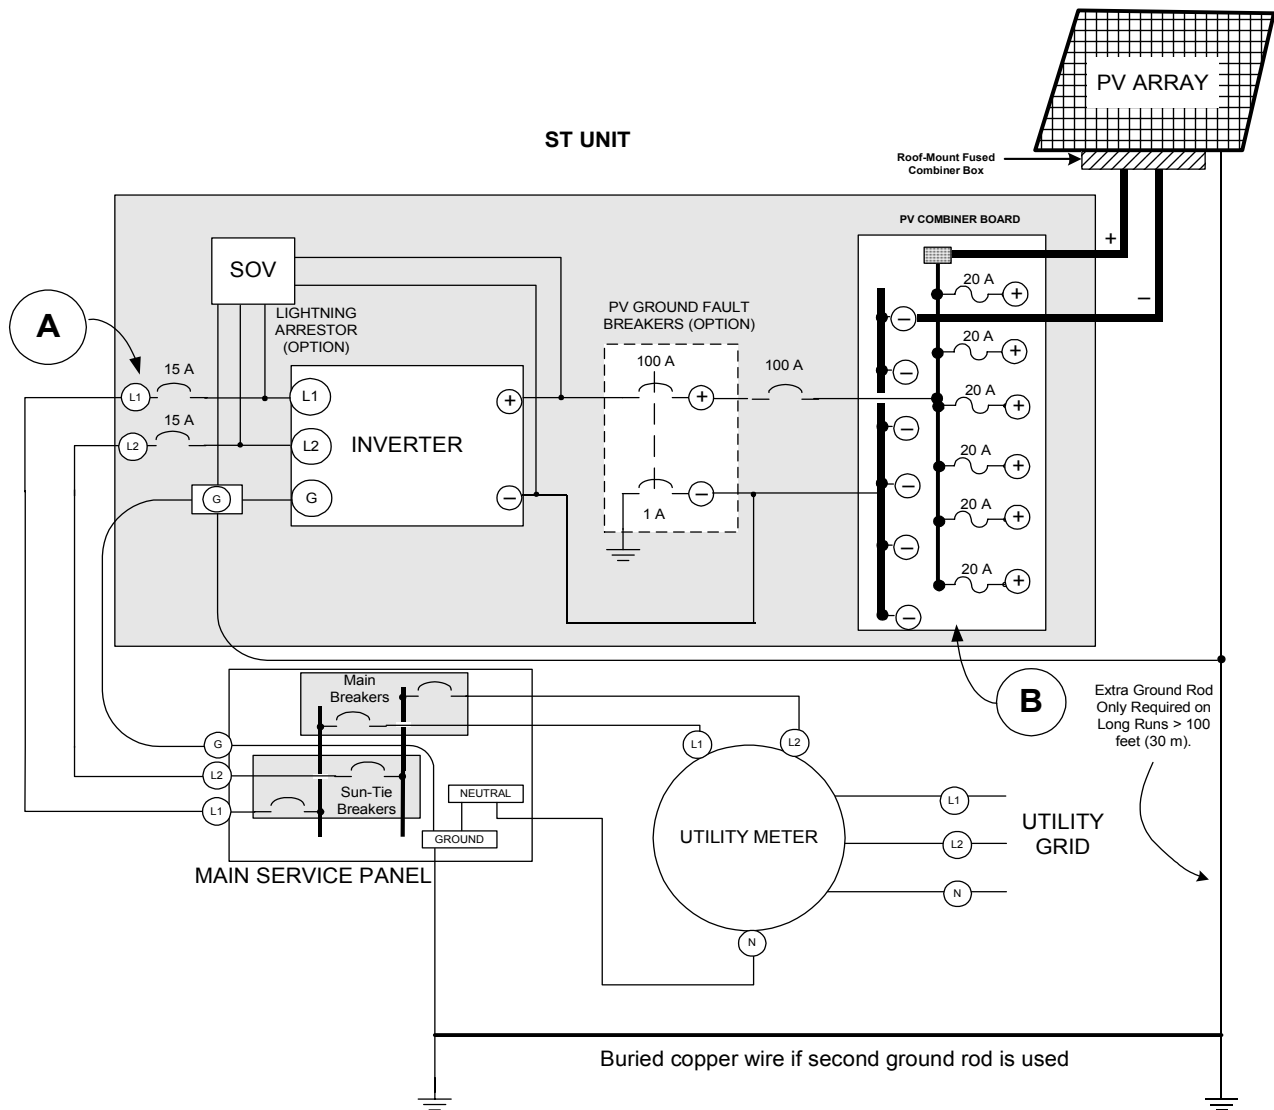 PV ARRAY
ST UNIT
Roof-Mount Fused
Combiner Box
PV COMBINER BOARD
+
SOV
20 A
+
A
LIGHTNING
ARRESTOR
(OPTION)
PV GROUND FAULT
BREAKERS (OPTION)
−
−
20 A
+
15 A
100 A
100 A
−
L1
L1
+
+
20 A
+
15 A
−
L2
L2
INVERTER
20 A
+
G
G
−
−
−
1 A
20 A
+
−
20 A
+
−
B
Main
Breakers
Extra Ground Rod
Only Required on
Long Runs > 100
feet (30 m).
G
L1
L2
L2
Sun-Tie
Breakers
NEUTRAL
L1
GROUND
UTILITY METER
L1
UTILITY
GRID
L2
MAIN SERVICE PANEL
N
N
Buried copper wire if second ground rod is used